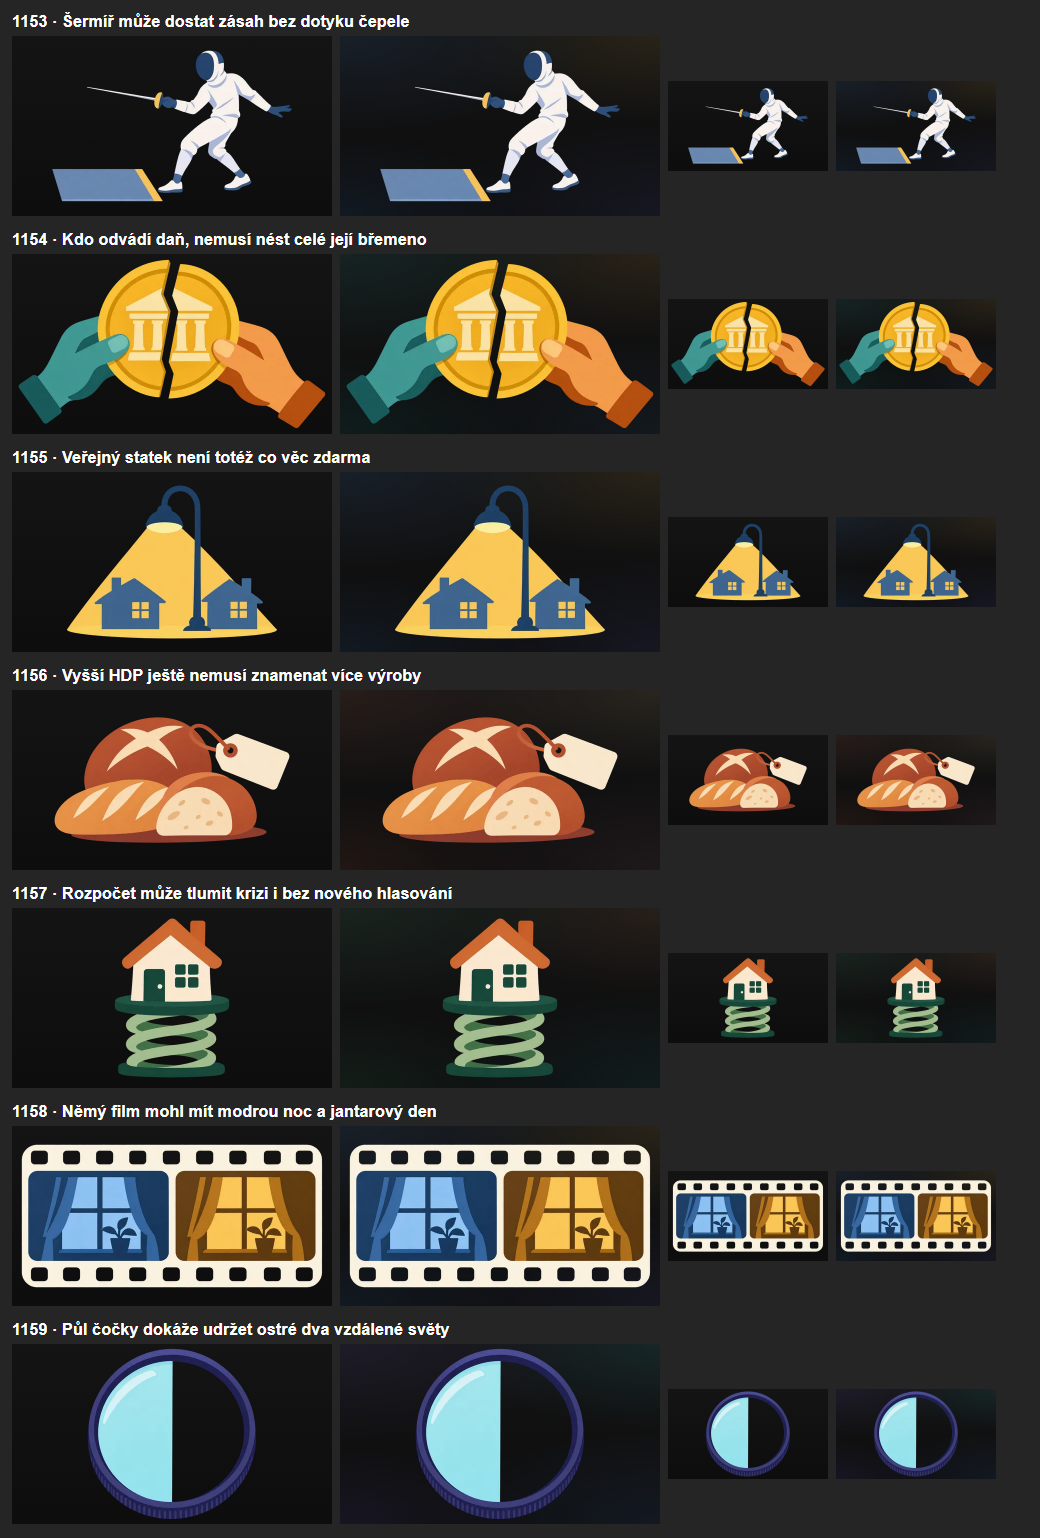 1153 · Šermíř může dostat zásah bez dotyku čepele
1154 · Kdo odvádí daň, nemusí nést celé její břemeno
1155 · Veřejný statek není totéž co věc zdarma
1156 · Vyšší HDP ještě nemusí znamenat více výroby
1157 · Rozpočet může tlumit krizi i bez nového hlasování
1158 · Němý film mohl mít modrou noc a jantarový den
1159 · Půl čočky dokáže udržet ostré dva vzdálené světy